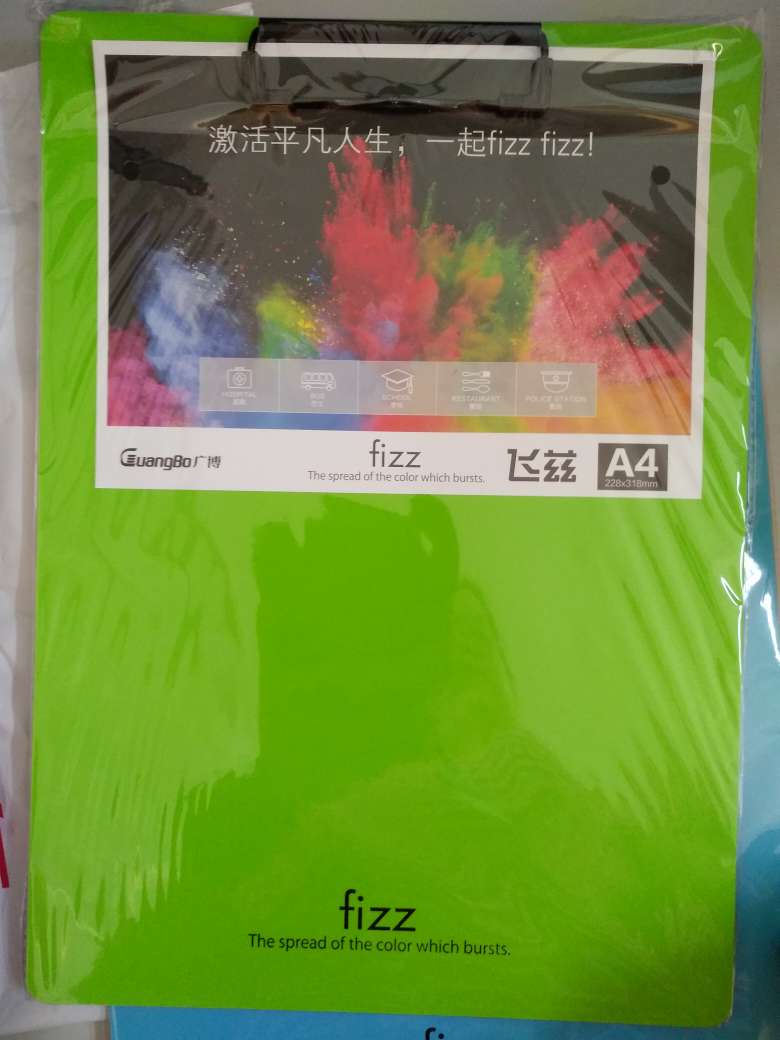 激活平凡人生，一起fizz fizz!
HOSPITAL
BUS
SCHOOL
RESTAURANT
POLICE STATION
GuangBo广博
fizz
The spread of the color which bursts.
飞兹
A4
228x318mm
fizz
The spread of the color which bursts.